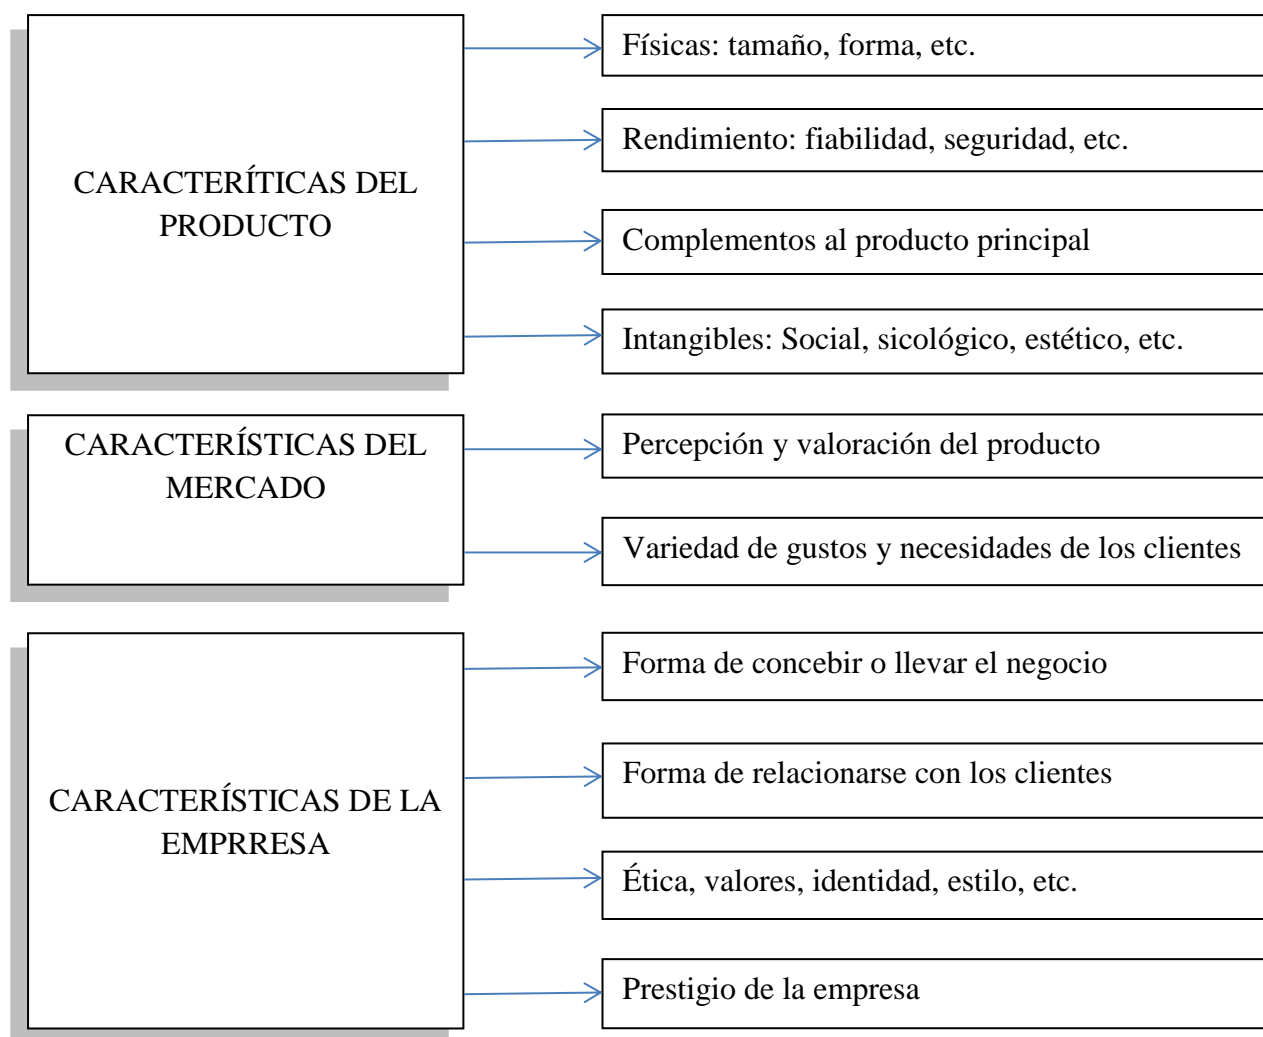 CARACTERÍTICAS DEL
PRODUCTO
Físicas: tamaño, forma, etc.
Rendimiento: fiabilidad, seguridad, etc.
Complementos al producto principal
Intangibles: Social, sicológico, estético, etc.
CARACTERÍSTICAS DEL
MERCADO
Percepción y valoración del producto
Variedad de gustos y necesidades de los clientes
CARACTERÍSTICAS DE LA
EMPRRESA
Forma de concebir o llevar el negocio
Forma de relacionarse con los clientes
Ética, valores, identidad, estilo, etc.
Prestigio de la empresa